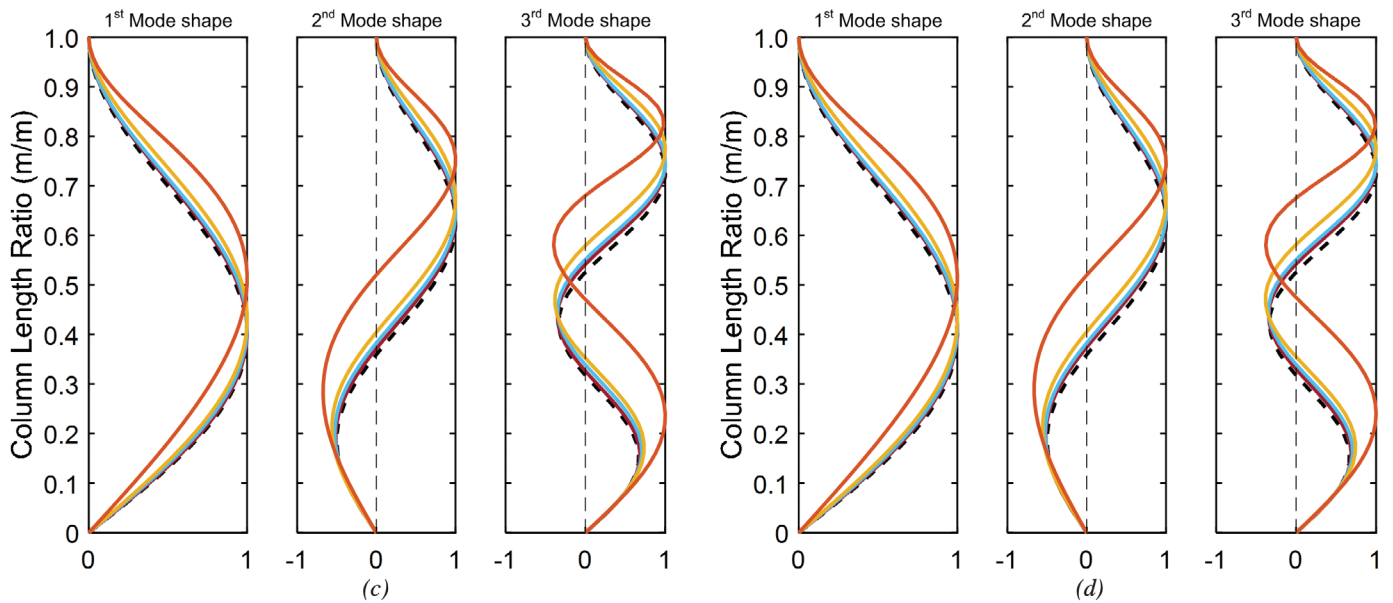 1st Mode shape 2nd Mode shape 3rd Mode shape 1st Mode shape 2nd Mode shape 3rd Mode shape
1.0 1.0
0.9 0.9
0.8 0.8
0.7 0.7
0.6 0.6
0.5 0.5
0.4 0.4
0.3 0.3
0.2 0.2
0.1 0.1
0 0
Column Length Ratio (m/m) Column Length Ratio (m/m)
0 1 -1 0 1 -1 0 1 0 1 -1 0 1 -1 0 1
(c) (d)